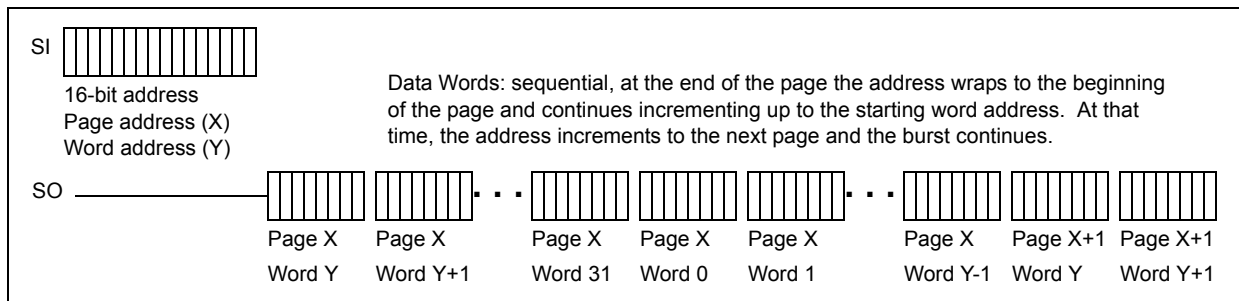 SI
16-bit address
Page address (X)
Word address (Y)
Data Words: sequential, at the end of the page the address wraps to the beginning
of the page and continues incrementing up to the starting word address. At that
time, the address increments to the next page and the burst continues.
SO
Page X Page X Page X Page X Page X Page X Page X+1 Page X+1
Word Y Word Y+1 Word 31 Word 0 Word 1 Word Y-1 Word Y Word Y+1